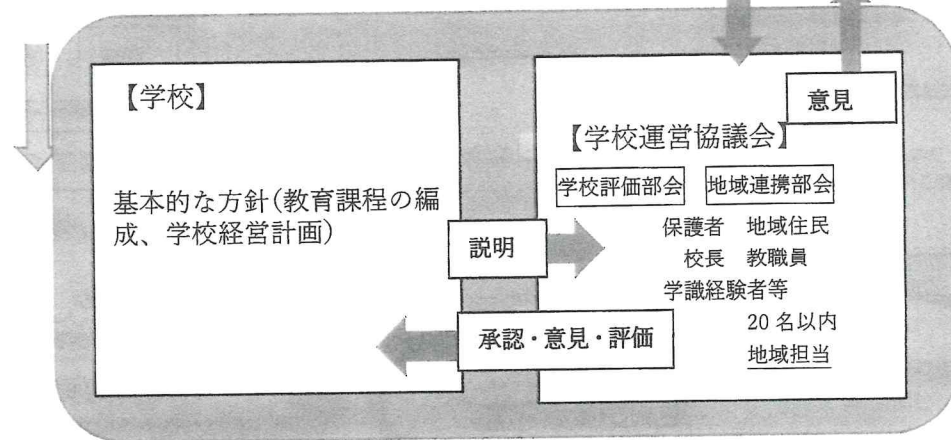 【学校】
基本的な方針(教育課程の編
成、学校経営計画)
説明
承認・意見・評価
意見
【学校運営協議会】
学校評価部会 地域連携部会
保護者 地域住民
校長 教職員
学識経験者等
20 名以内
地域担当